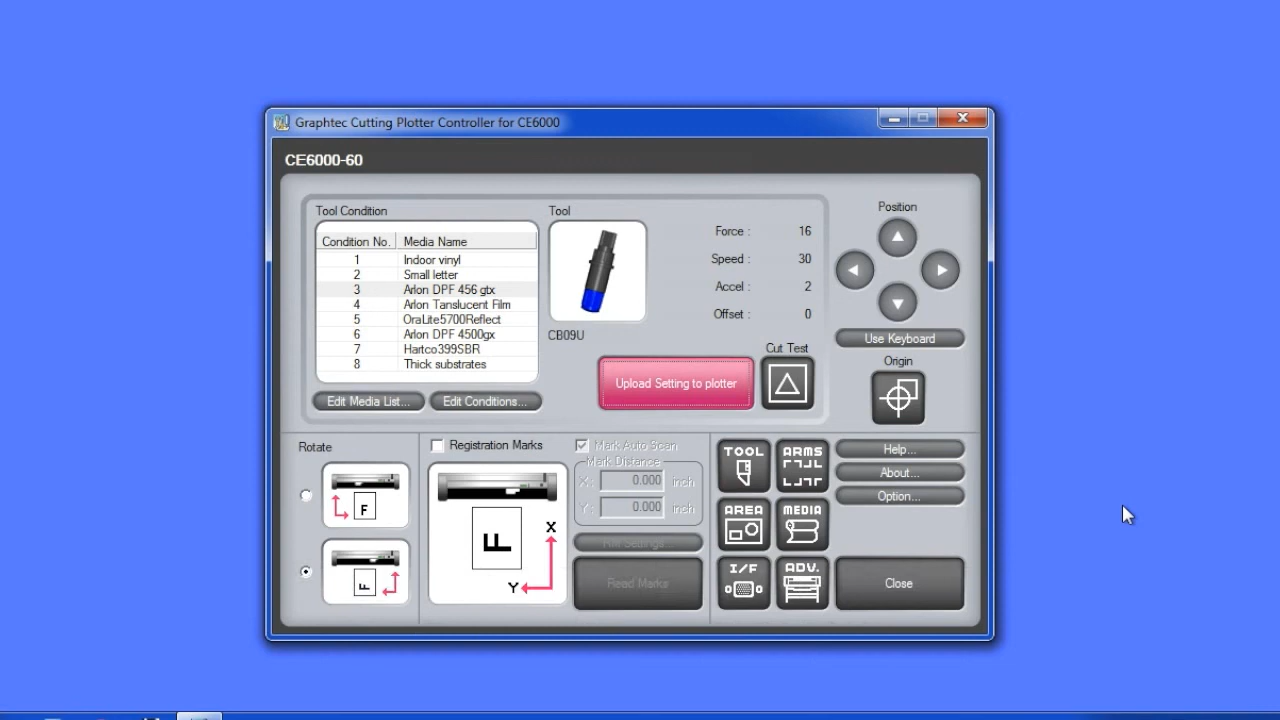 Graphtec Cutting Plotter Controller for CE6000
CE6000-60
Tool Condition
Condition No. Media Name
1 Indoor vinyl
2 Small letter
3 Arlon DPF 456 gtx
4 Arlon Translucent Film
5 OraLite5700Reflect
6 Arlon DPF 4500gx
7 Hartco399SBR
8 Thick substrates
Edit Media List...
Edit Conditions...
Tool
CB09U
Force : 16
Speed : 30
Accel : 2
Offset : 0
Upload Setting to plotter
Cut Test
Position
Use Keyboard
Origin
Rotate
F
F
Registration Marks
F
X
Y
Mark Auto Scan
Mark Distance
X : 0.000 inch
Y : 0.000 inch
Read Marks
TOOL
ARMS
AREA
MEDIA
I/F
ADV.
Help...
About...
Option...
Close